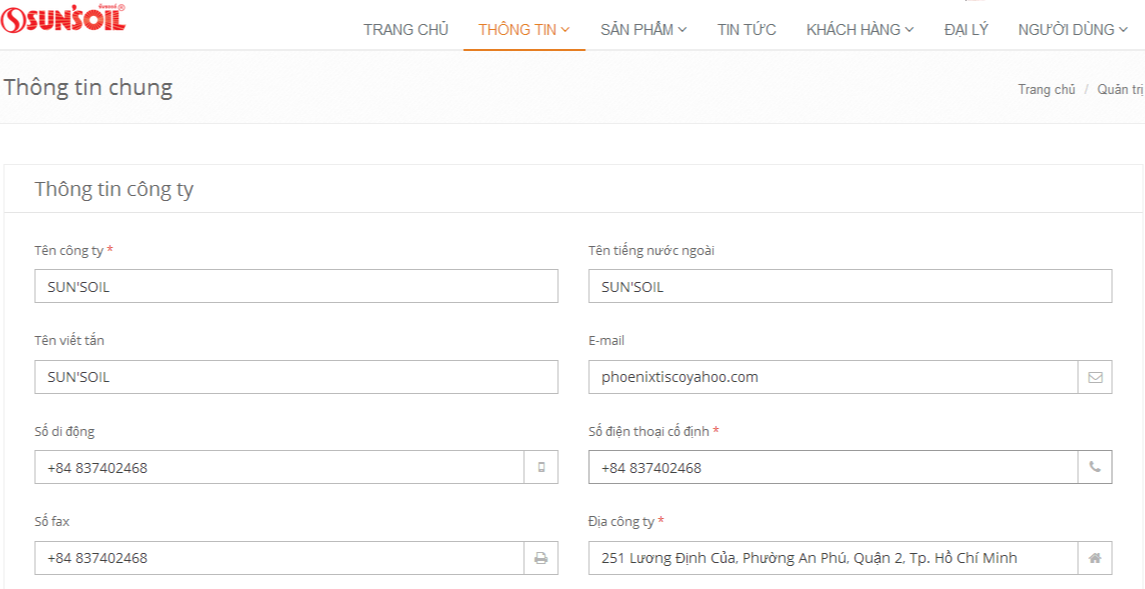 SUN'SOIL
TRANG CHỦ THÔNG TIN SẢN PHẨM TIN TỨC KHÁCH HÀNG ĐẠI LÝ NGƯỜI DÙNG
Thông tin chung
Trang chủ / Quản trị
Thông tin công ty
Tên công ty * Tên tiếng nước ngoài
SUN'SOIL SUN'SOIL
Tên viết tắn E-mail
SUN'SOIL phoenixtiscoyahoo.com
Số di động Số điện thoại cố định *
+84 837402468 +84 837402468
Số fax Địa công ty *
+84 837402468 251 Lương Định Của, Phường An Phú, Quận 2, Tp. Hồ Chí Minh